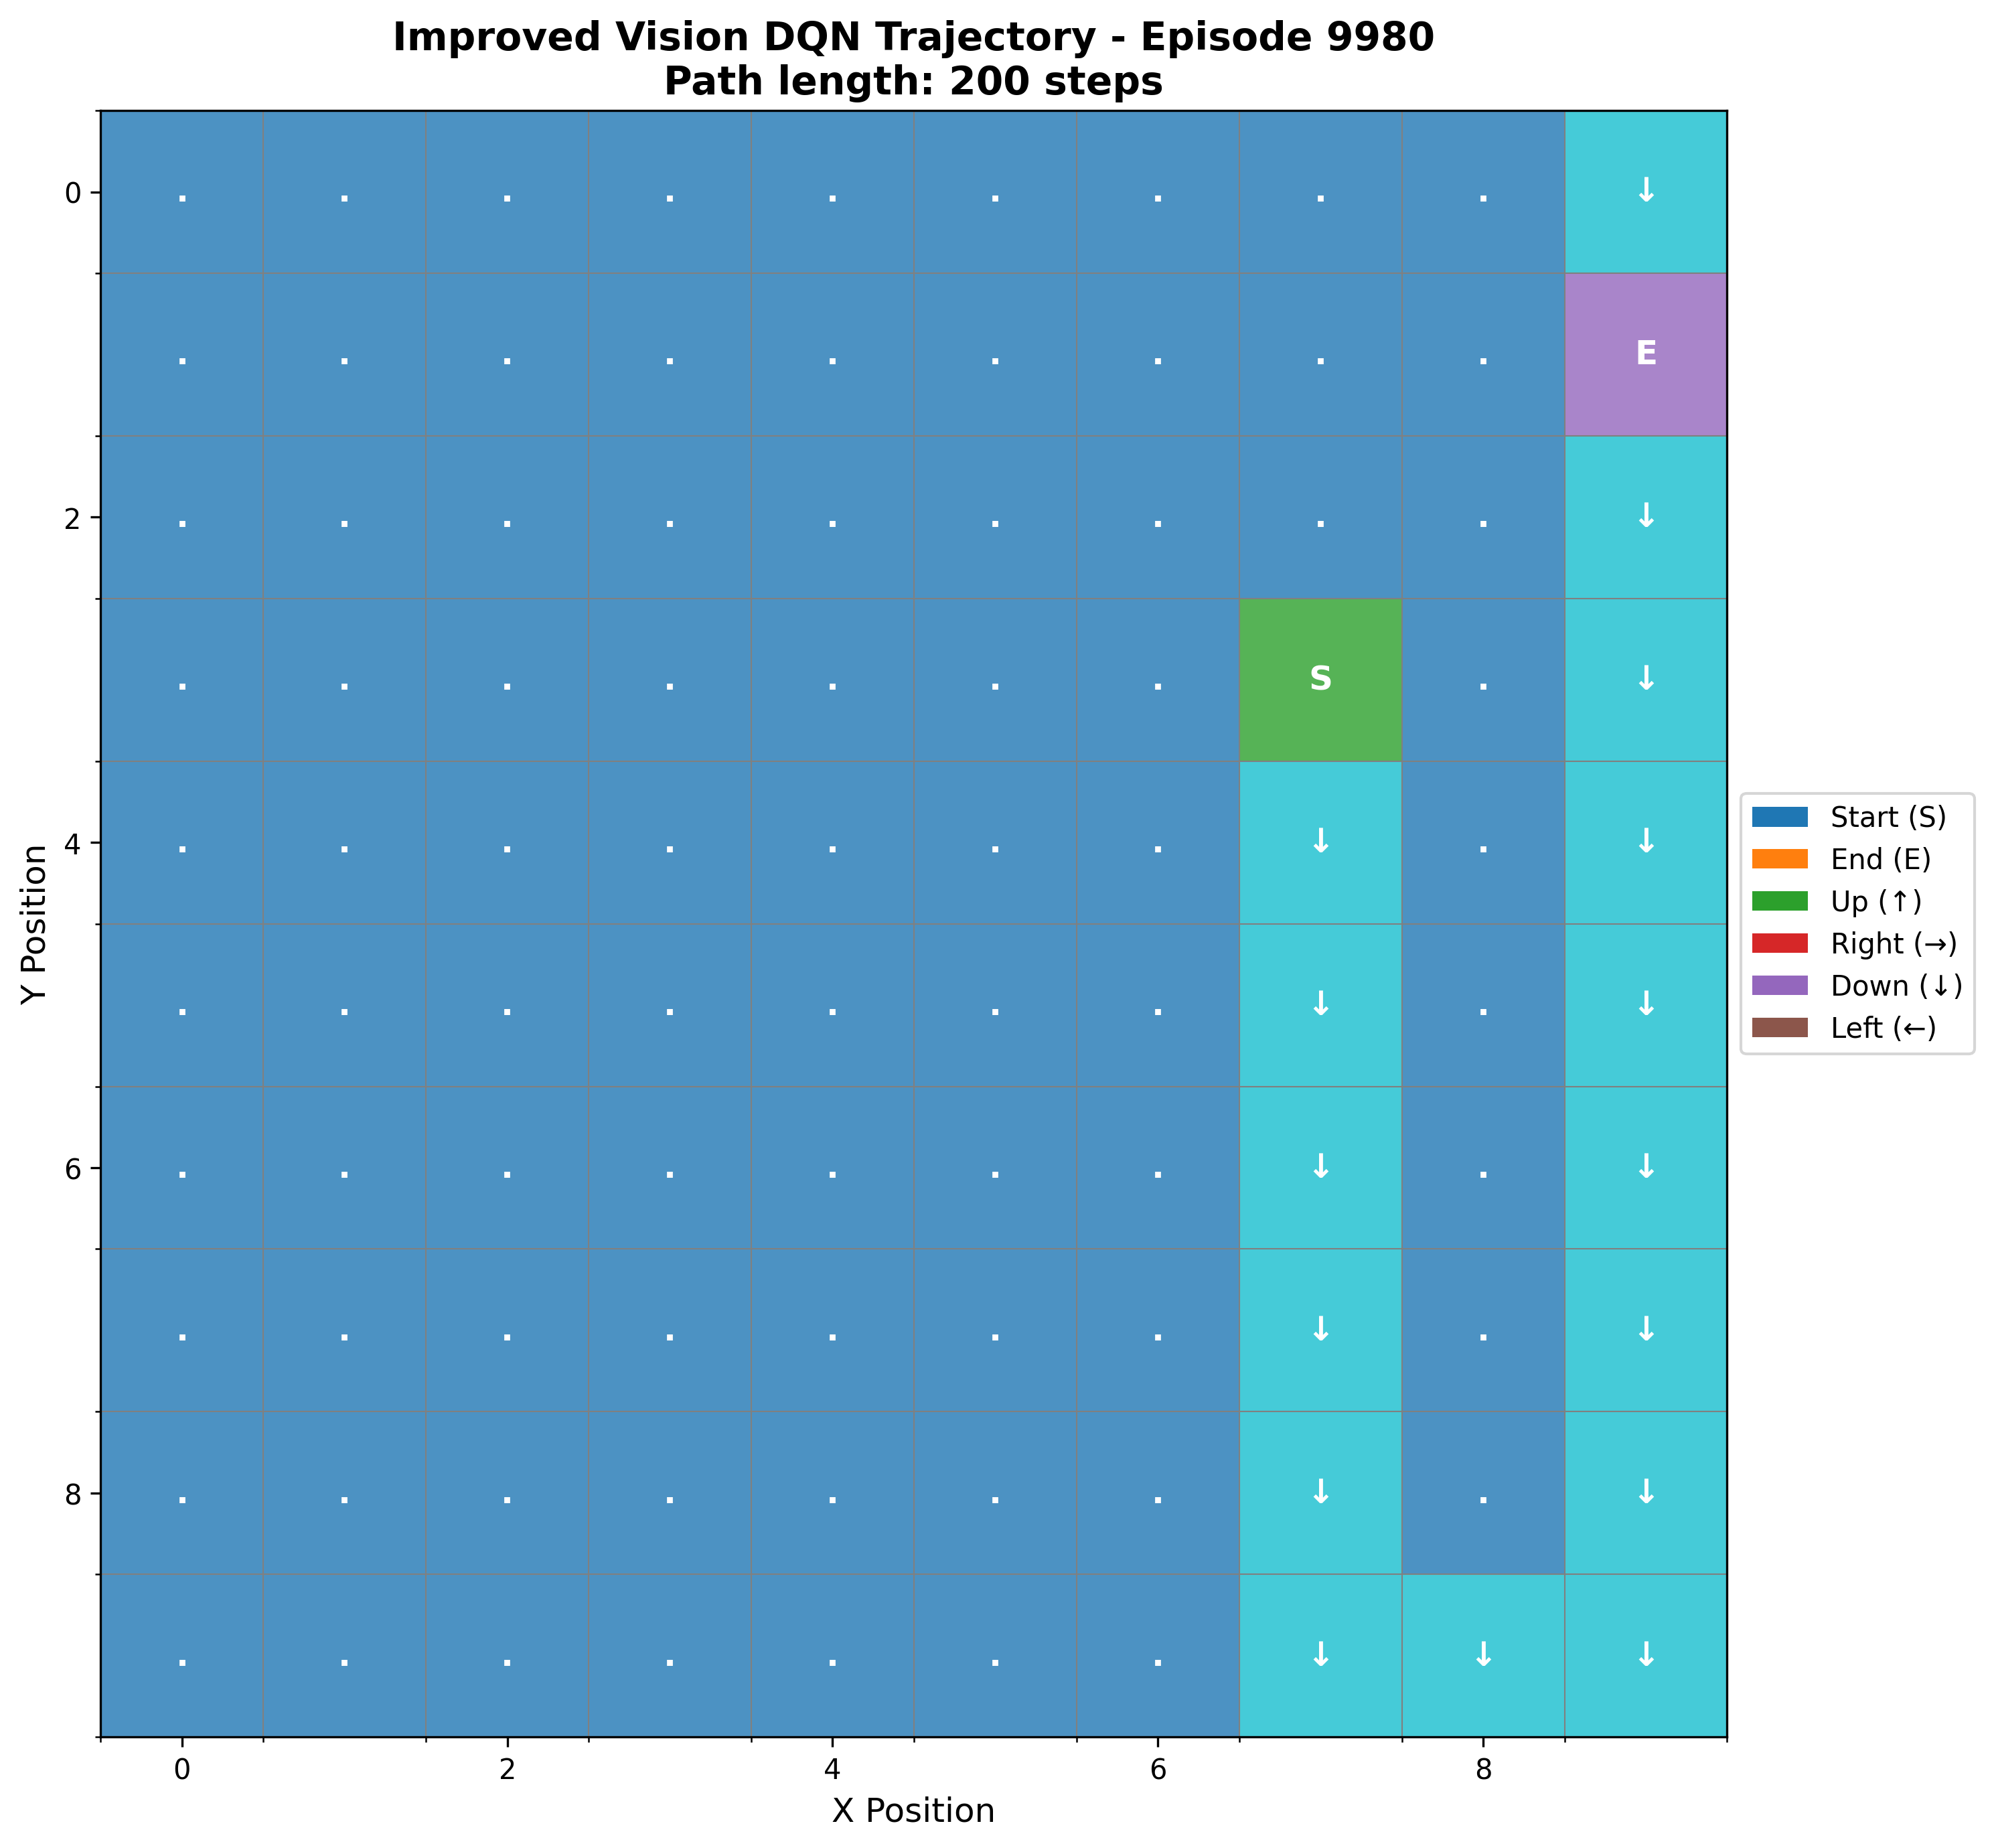 Improved Vision DQN Trajectory - Episode 9980
Path length: 200 steps
0 . . . . . . . . . ↓
. . . . . . . . . E
2 . . . . . . . . . ↓
. . . . . . . S . ↓
4 . . . . . . . ↓ . ↓
. . . . . . . ↓ . ↓
6 . . . . . . . ↓ . ↓
. . . . . . . ↓ . ↓
8 . . . . . . . ↓ . ↓
. . . . . . . ↓ ↓ ↓
0 2 4 6 8
X Position
Y Position
Start (S)
End (E)
Up (↑)
Right (→)
Down (↓)
Left (←)